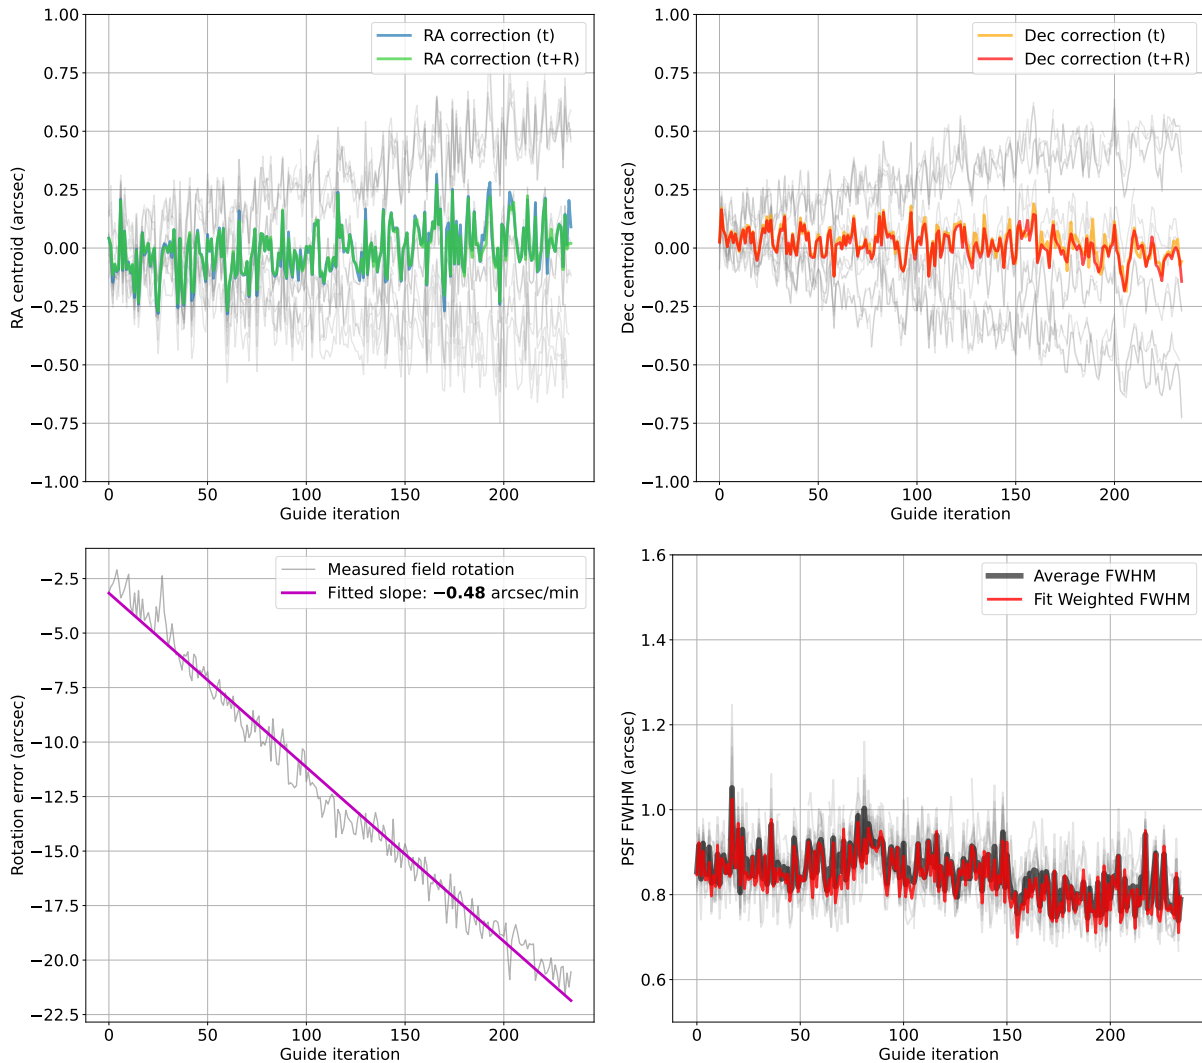 1.00
0.75
0.50
0.25
0.00
−0.25
−0.50
−0.75
−1.00
RA centroid (arcsec)
RA correction (t)
RA correction (t+R)
0 50 100 150 200
Guide iteration
1.00
0.75
0.50
0.25
0.00
−0.25
−0.50
−0.75
−1.00
Dec centroid (arcsec)
Dec correction (t)
Dec correction (t+R)
0 50 100 150 200
Guide iteration
−2.5
−5.0
−7.5
−10.0
−12.5
−15.0
−17.5
−20.0
−22.5
Rotation error (arcsec)
Measured field rotation
Fitted slope: −0.48 arcsec/min
0 50 100 150 200
Guide iteration
1.6
1.4
1.2
1.0
0.8
0.6
PSF FWHM (arcsec)
Average FWHM
Fit Weighted FWHM
0 50 100 150 200
Guide iteration